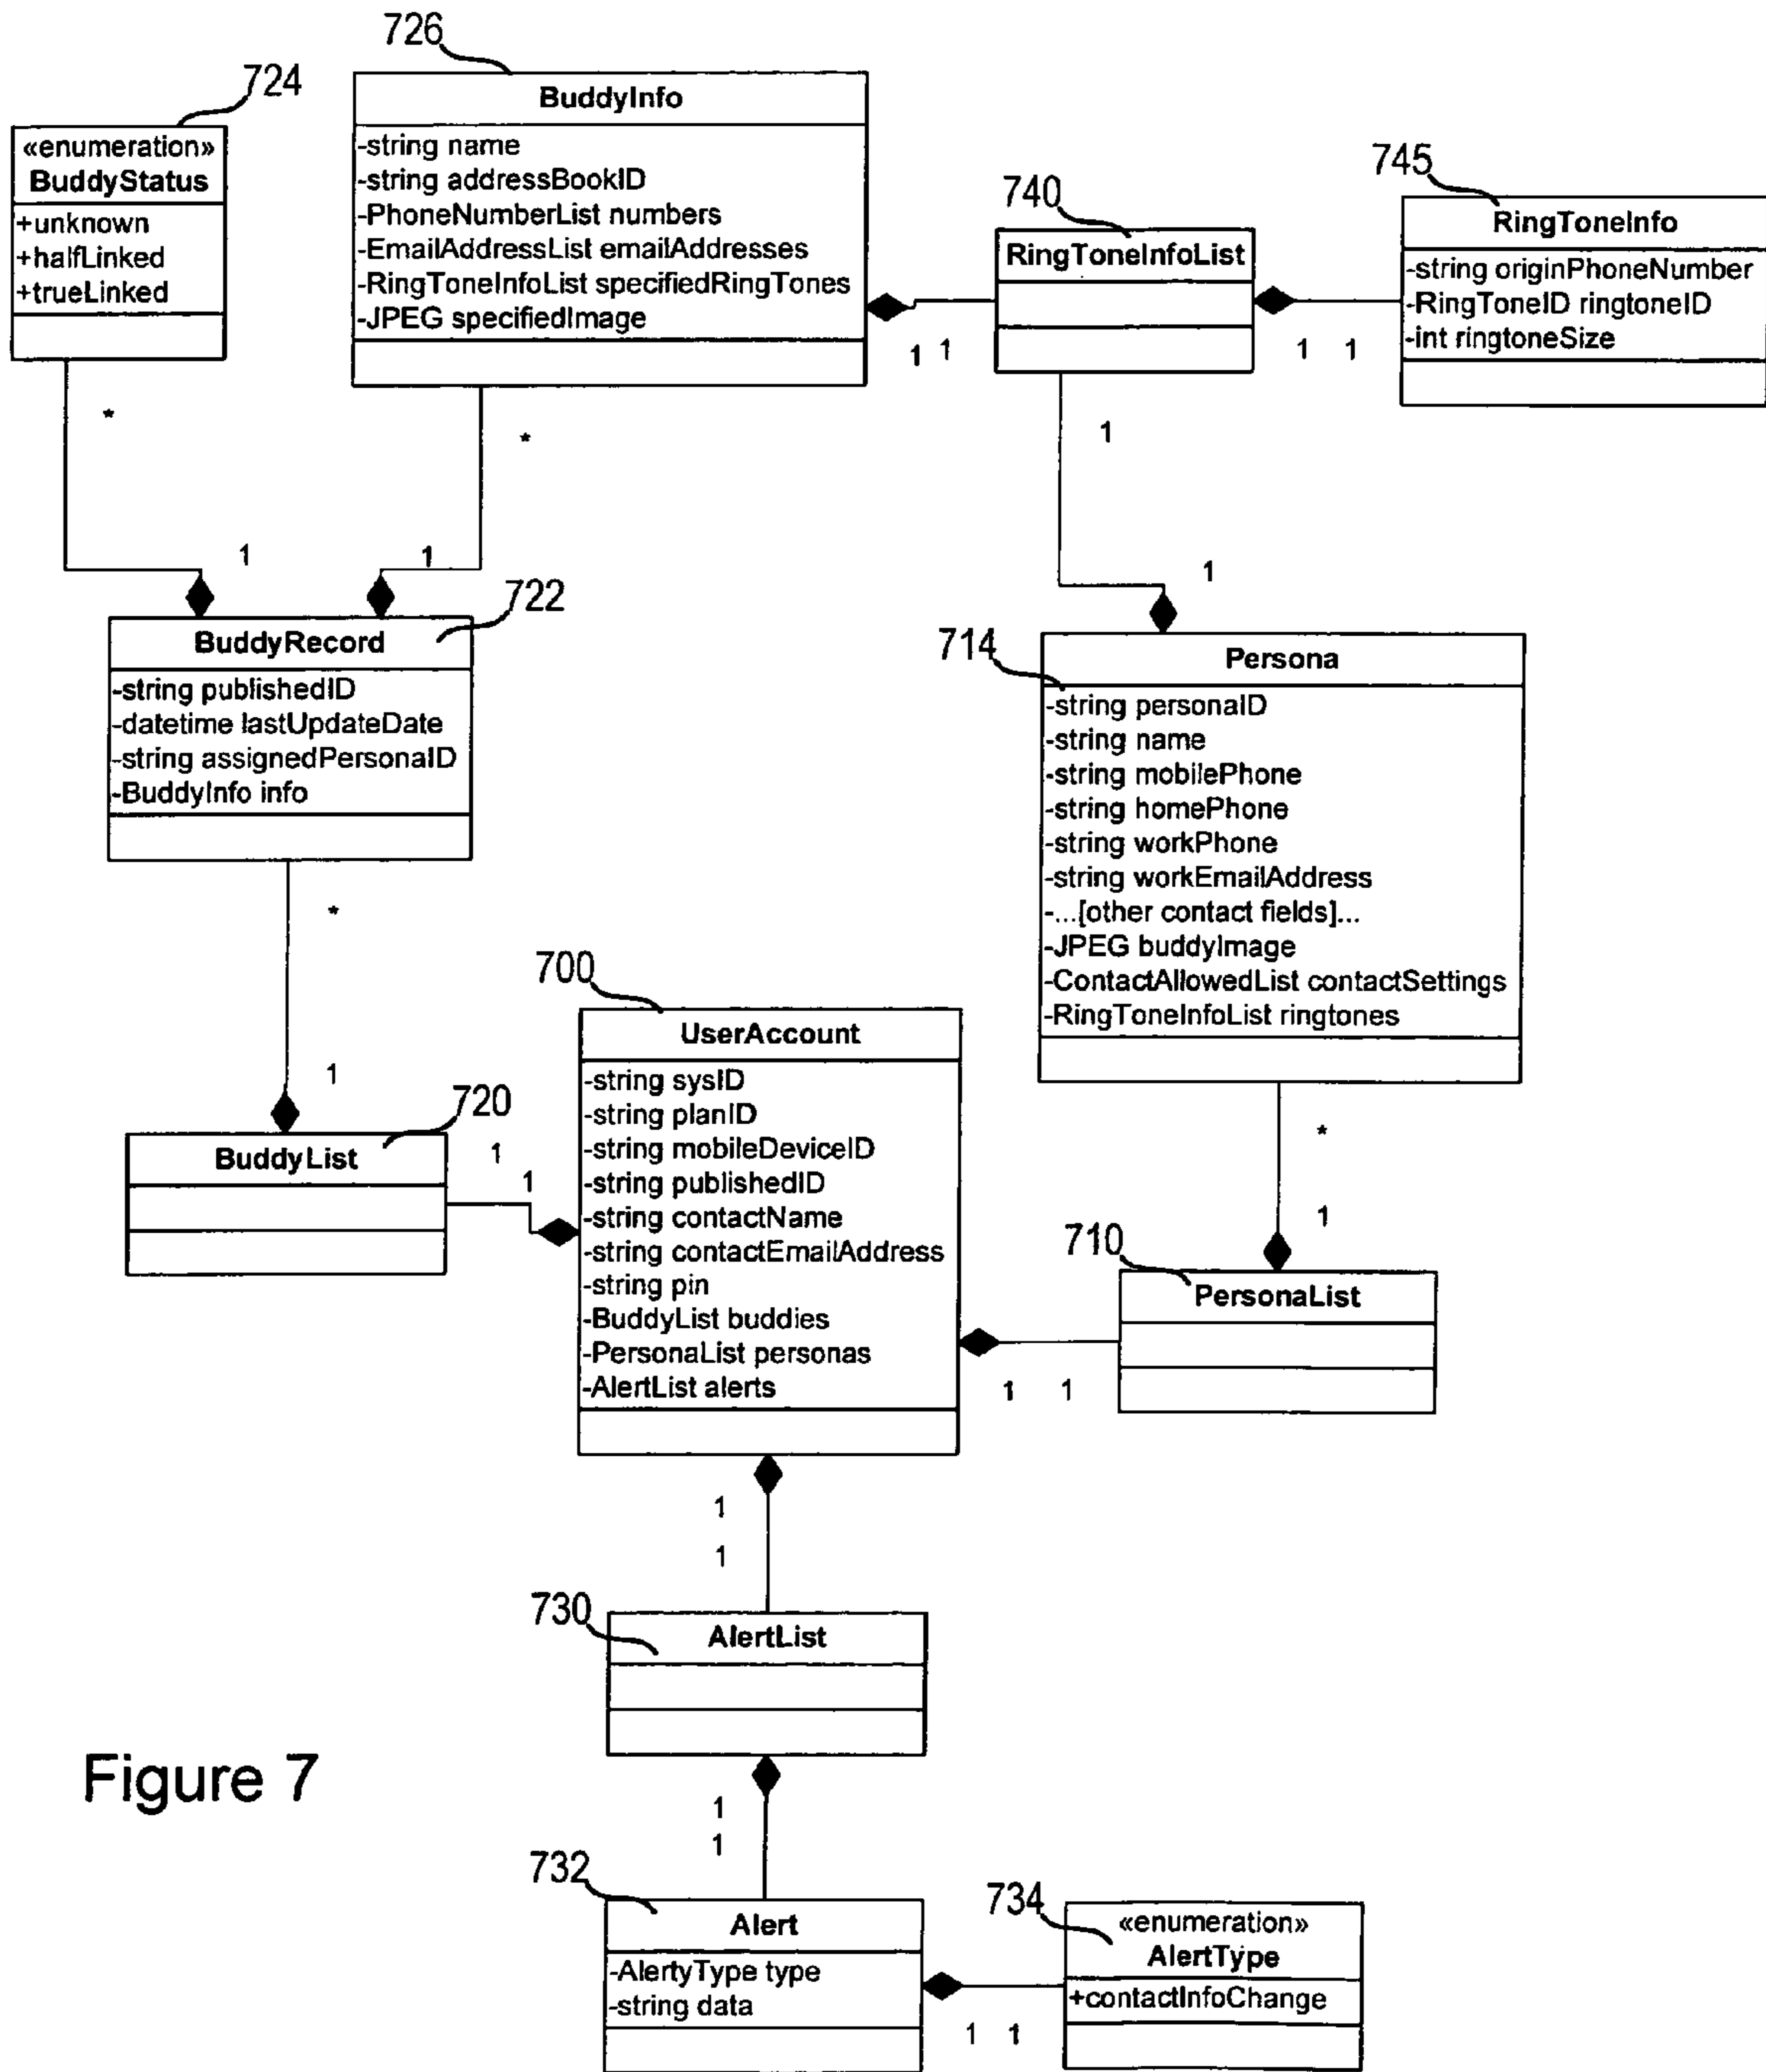 726
724
BuddyInfo
-string name
-string addressBookID
-PhoneNumberList numbers
-EmailAddressList emailAddresses
-RingToneInfoList specifiedRingTones
-JPEG specifiedImage
«enumeration»
BuddyStatus
+unknown
+halfLinked
+trueLinked
740
RingToneInfoList
745
RingToneInfo
-string originPhoneNumber
-RingToneID ringtoneID
-int ringtoneSize
1 1
1 1
*
*
1
1
1
1
722
BuddyRecord
-string publishedID
-datetime lastUpdateDate
-string assignedPersonaID
-BuddyInfo info
714
Persona
-string personaID
-string name
-string mobilePhone
-string homePhone
-string workPhone
-string workEmailAddress
-...[other contact fields]...
-JPEG buddyImage
-ContactAllowedList contactSettings
-RingToneInfoList ringtones
*
1
720
BuddyList
1
1
700
UserAccount
-string sysID
-string planID
-string mobileDeviceID
-string publishedID
-string contactName
-string contactEmailAddress
-string pin
-BuddyList buddies
-PersonaList personas
-AlertList alerts
*
1
710
PersonaList
1 1
1
1
730
AlertList
Figure 7
1
1
732
Alert
-AlertyType type
-string data
734
«enumeration»
AlertType
+contactInfoChange
1 1